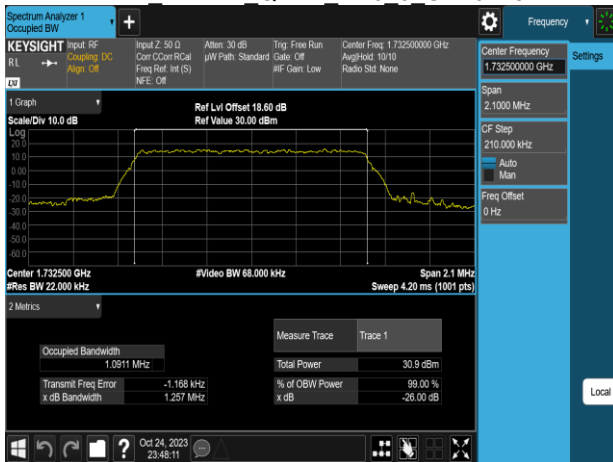 Spectrum Analyzer 1
Occupied BW
Frequency
KEYSIGHT
RL
LXI
Input: RF
Coupling: DC
Align: Off
Input Z: 50 Ω
Corr CCorr RCal
Freq Ref: Int (S)
NFE: Off
Atten: 30 dB
µW Path: Standard
Trig: Free Run
Gate: Off
#IF Gain: Low
Center Freq: 1.732500000 GHz
Avg|Hold: 10/10
Radio Std: None
Center Frequency
1.732500000 GHz
Settings
Span
2.1000 MHz
CF Step
210.000 kHz
Auto
Man
Freq Offset
0 Hz
Local
1 Graph
Scale/Div 10.0 dB
Ref Lvl Offset 18.60 dB
Ref Value 30.00 dBm
Log
20.0
10.0
0.00
-10.0
-20.0
-30.0
-40.0
-50.0
-60.0
Center 1.732500 GHz
#Video BW 68.000 kHz
Span 2.1 MHz
#Res BW 22.000 kHz
Sweep 4.20 ms (1001 pts)
2 Metrics
Measure Trace
Trace 1
Occupied Bandwidth
1.0911 MHz
Total Power
30.9 dBm
Transmit Freq Error
-1.168 kHz
% of OBW Power
99.00 %
x dB Bandwidth
1.257 MHz
x dB
-26.00 dB
?
Oct 24, 2023
23:48:11